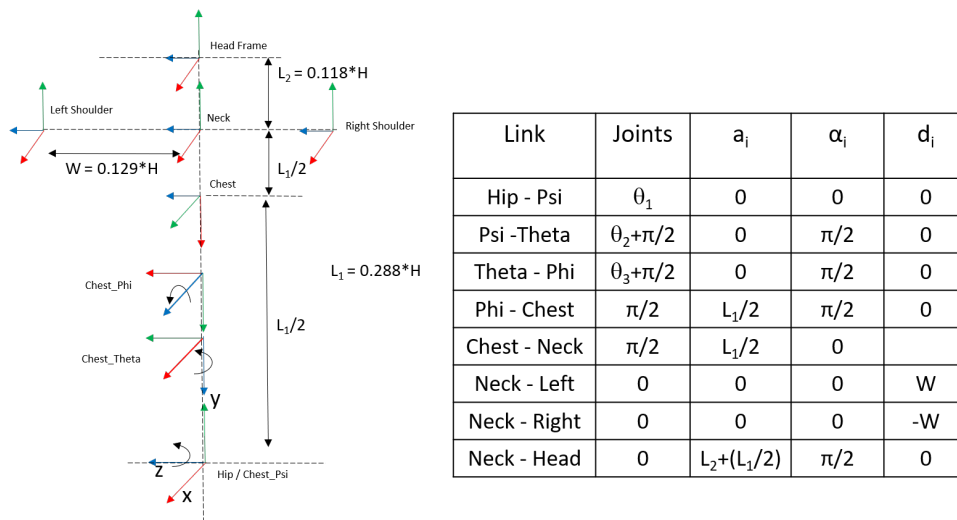 Head Frame
L₂ = 0.118*H
Left Shoulder
Neck
Right Shoulder
W = 0.129*H
L₁/2
Chest
L₁ = 0.288*H
Chest_Phi
L₁/2
Chest_Theta
y
z
Hip / Chest_Psi
x
Link Joints aᵢ αᵢ dᵢ
Hip - Psi θ₁ 0 0 0
Psi -Theta θ₂+π/2 0 π/2 0
Theta - Phi θ₃+π/2 0 π/2 0
Phi - Chest π/2 L₁/2 π/2 0
Chest - Neck π/2 L₁/2 0
Neck - Left 0 0 0 W
Neck - Right 0 0 0 -W
Neck - Head 0 L₂+(L₁/2) π/2 0